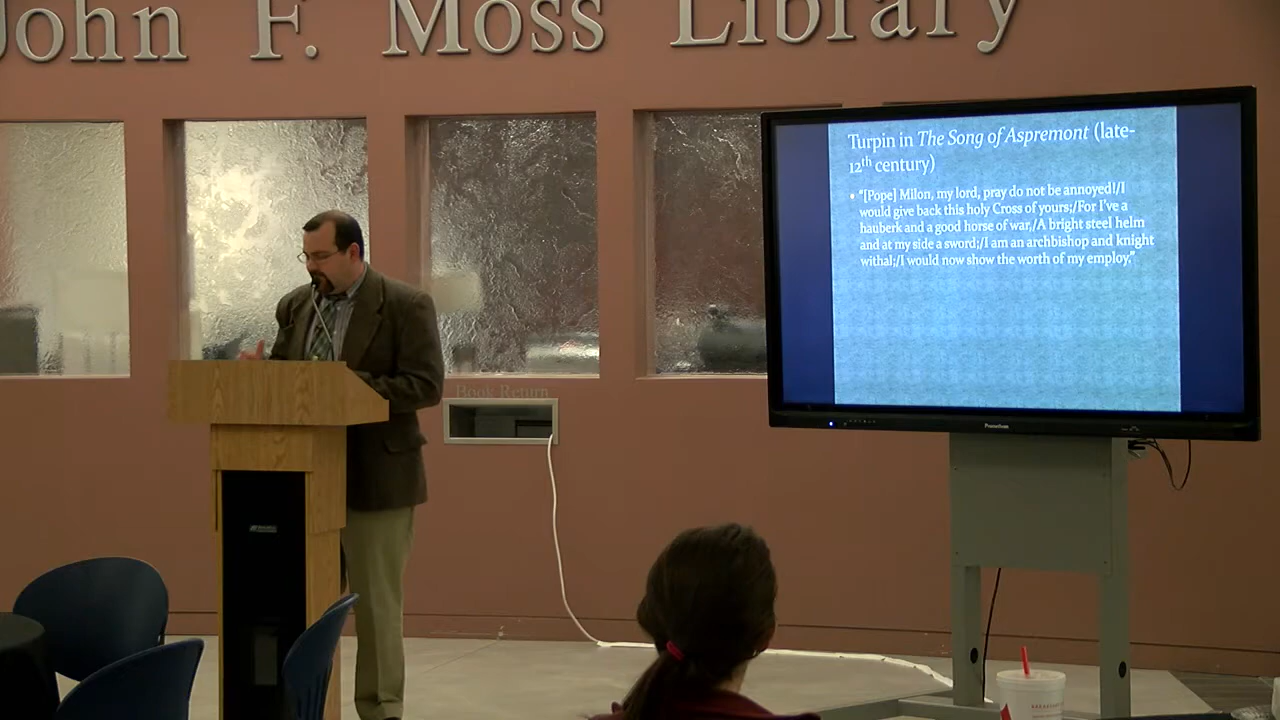 John F. Moss Library
Turpin in The Song of Aspremont (late-
12th century)
• "[Pope] Milon, my lord, pray do not be annoyed!/I
would give back this holy Cross of yours;/For I've a
hauberk and a good horse of war,/A bright steel helm
and at my side a sword;/I am an archbishop and knight
withal;/I would now show the worth of my employ."
Book Return
Promethean